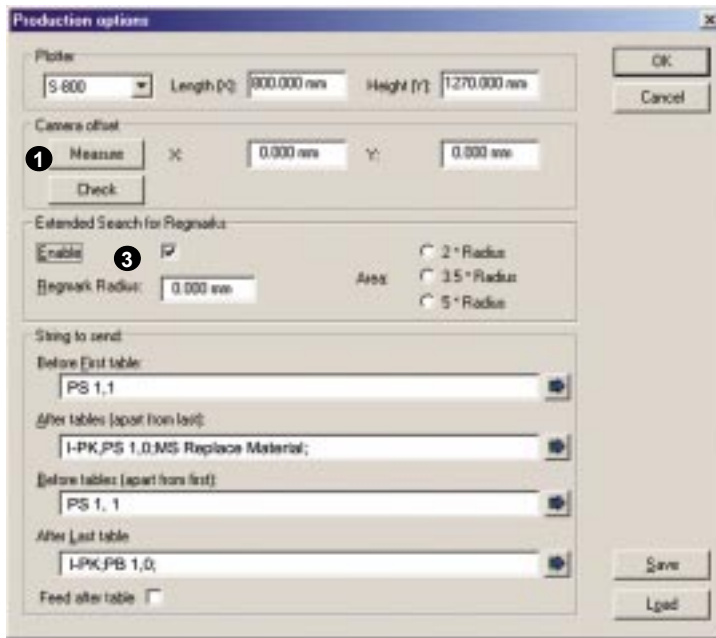 Production options
Plotter
S-800 Length [X]: 800.000 mm Height [Y]: 1270.000 mm
OK
Cancel
Camera offset
1 Measure X: 0.000 mm Y: 0.000 mm
Check
Extended Search for Regmarks
Enable 3
Regmark Radius: 0.000 mm Area:
2 * Radius
3.5 * Radius
5 * Radius
String to send:
Before First table:
PS 1,1
After tables (apart from last):
I-PK,PS 1,0;MS Replace Material;
Before tables (apart from first):
PS 1, 1
After Last table
I-PK;PB 1,0;
Feed after table
Save
Load